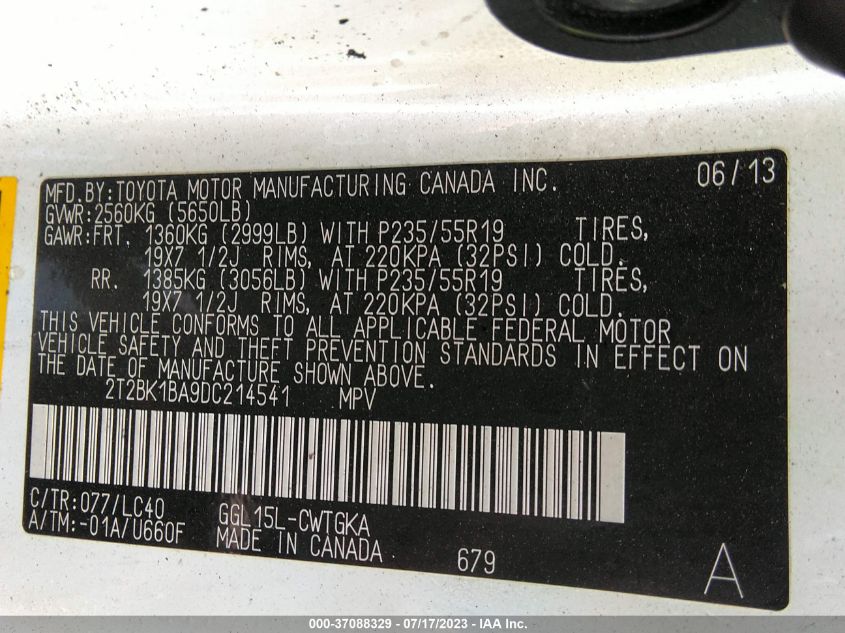 MFD.BY:TOYOTA MOTOR MANUFACTURING CANADA INC. 06/13
GVWR:2560KG (5650LB)
GAWR:FRT. 1360KG (2999LB) WITH P235/55R19 TIRES,
19X7 1/2J RIMS, AT 220KPA (32PSI) COLD.
RR. 1385KG (3056LB) WITH P235/55R19 TIRES,
19X7 1/2J RIMS, AT 220KPA (32PSI) COLD.
THIS VEHICLE CONFORMS TO ALL APPLICABLE FEDERAL MOTOR
VEHICLE SAFETY AND THEFT PREVENTION STANDARDS IN EFFECT ON
THE DATE OF MANUFACTURE SHOWN ABOVE.
2T2BK1BA9DC214541 MPV
C/TR:077/LC40 GGL15L-CWTGKA
A/TM:-01A/U660F MADE IN CANADA 679 A
000-37088329 - 07/17/2023 - IAA Inc.